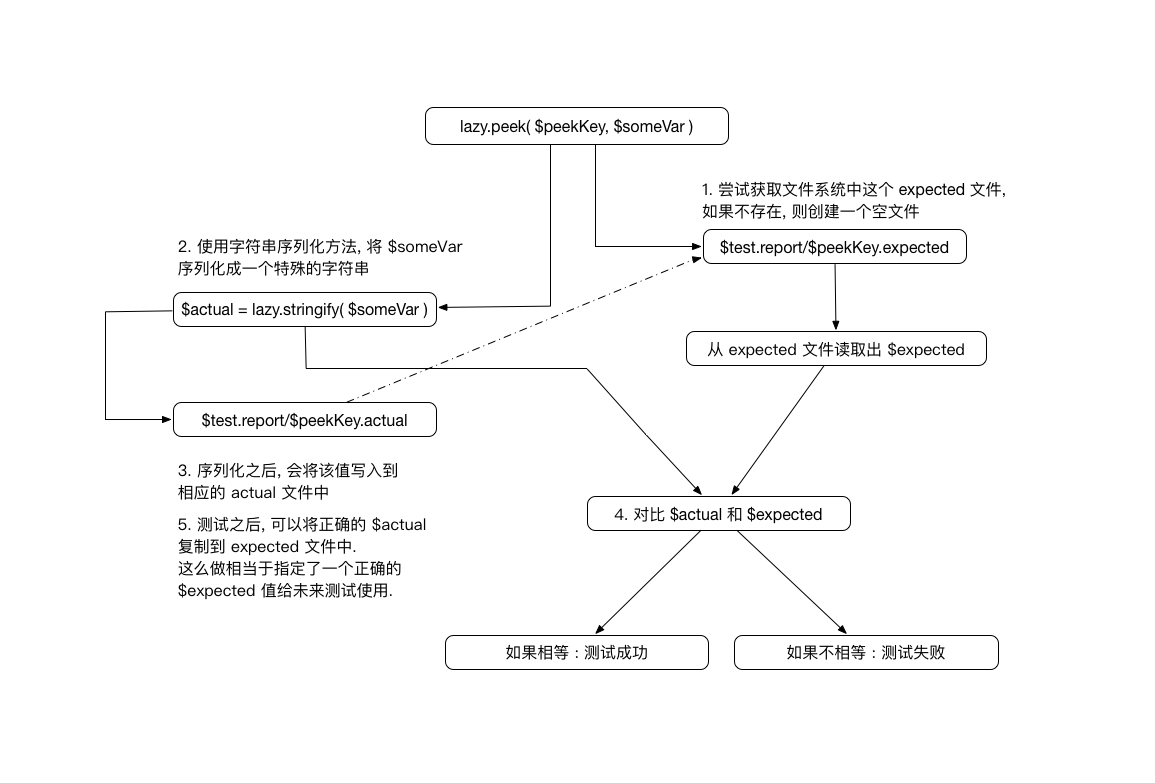 lazy.peek( $peekKey, $someVar )
1. 尝试获取文件系统中这个 expected 文件,
如果不存在, 则创建一个空文件
$test.report/$peekKey.expected
2. 使用字符串序列化方法, 将 $someVar
序列化成一个特殊的字符串
$actual = lazy.stringify( $someVar )
从 expected 文件读取出 $expected
$test.report/$peekKey.actual
3. 序列化之后, 会将该值写入到
相应的 actual 文件中
5. 测试之后, 可以将正确的 $actual
复制到 expected 文件中.
这么做相当于指定了一个正确的
$expected 值给未来测试使用.
4. 对比 $actual 和 $expected
如果相等：测试成功
如果不相等：测试失败